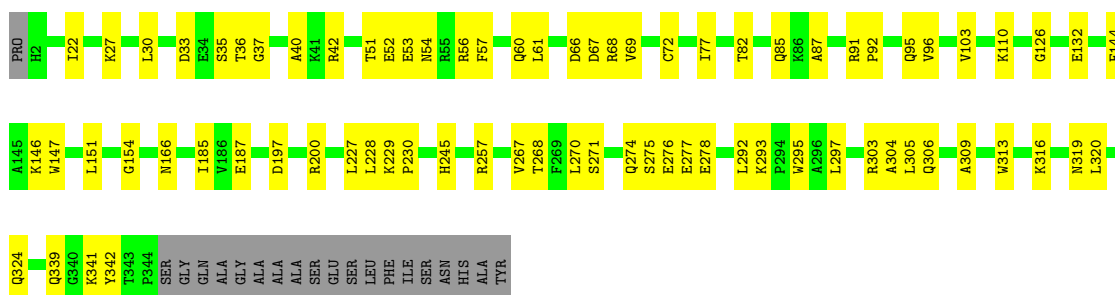 PRO H2 I22 K27 L30 D33 E34 S35 T36 G37 A40 K41 R42 T51 E52 E53 N54 R55 R56 F57 Q60 L61 D66 D67 R68 V69 C72 I77 T82 Q85 K86 A87 R91 P92 Q95 V96 V103 K110 G126 E132
A145 K146 W147 L151 G154 N166 I185 V186 E187 D197 R200 L227 L228 K229 P230 H245 R257 V267 T268 F269 L270 S271 Q274 S275 E276 E277 E278 L292 K293 P294 W295 A296 L297 R303 A304 L305 Q306 A309 W313 K316 N319 L320
Q324 Q339 G340 K341 Y342 T343 P344 SER GLY GLN ALA GLY ALA ALA ALA SER GLU SER LEU PHE ILE SER ASN HIS ALA TYR